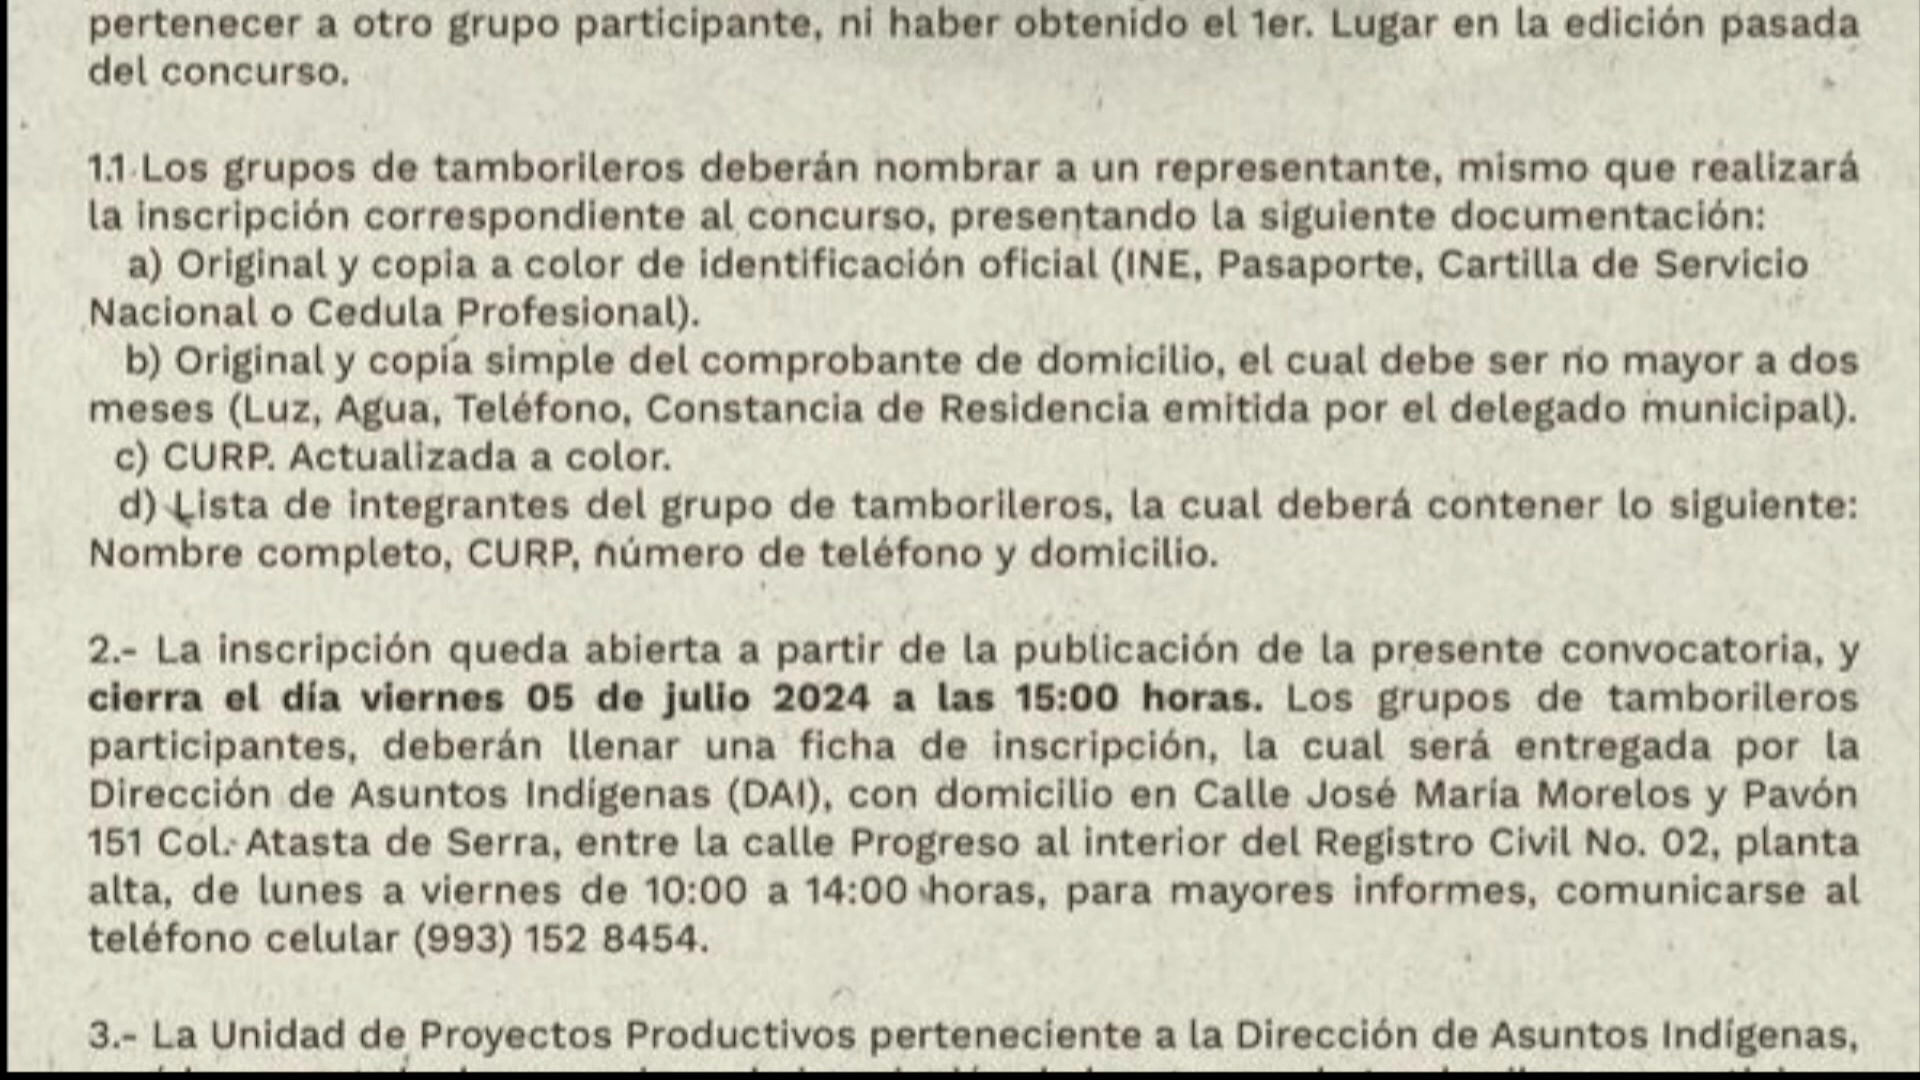 pertenecer a otro grupo participante, ni haber obtenido el 1er. Lugar en la edición pasada
del concurso.
1.1 Los grupos de tamborileros deberán nombrar a un representante, mismo que realizará
la inscripción correspondiente al concurso, presentando la siguiente documentación:
a) Original y copia a color de identificación oficial (INE, Pasaporte, Cartilla de Servicio
Nacional o Cedula Profesional).
b) Original y copia simple del comprobante de domicilio, el cual debe ser no mayor a dos
meses (Luz, Agua, Teléfono, Constancia de Residencia emitida por el delegado municipal).
c) CURP. Actualizada a color.
d) Lista de integrantes del grupo de tamborileros, la cual deberá contener lo siguiente:
Nombre completo, CURP, número de teléfono y domicilio.
2.- La inscripción queda abierta a partir de la publicación de la presente convocatoria, y
cierra el día viernes 05 de julio 2024 a las 15:00 horas. Los grupos de tamborileros
participantes, deberán llenar una ficha de inscripción, la cual será entregada por la
Dirección de Asuntos Indígenas (DAI), con domicilio en Calle José María Morelos y Pavón
151 Col. Atasta de Serra, entre la calle Progreso al interior del Registro Civil No. 02, planta
alta, de lunes a viernes de 10:00 a 14:00 horas, para mayores informes, comunicarse al
teléfono celular (993) 152 8454.
3.- La Unidad de Proyectos Productivos perteneciente a la Dirección de Asuntos Indígenas,